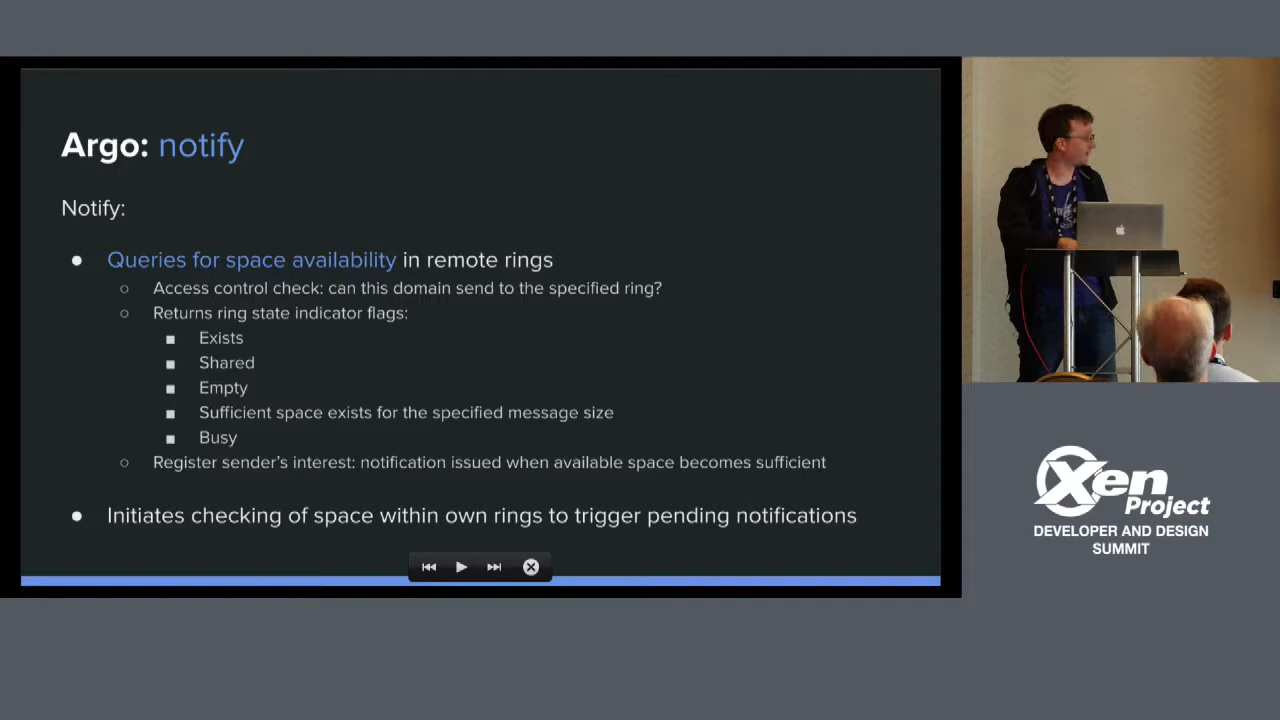 Argo: notify
Notify:
● Queries for space availability in remote rings
○ Access control check: can this domain send to the specified ring?
○ Returns ring state indicator flags:
■ Exists
■ Shared
■ Empty
■ Sufficient space exists for the specified message size
■ Busy
○ Register sender's interest: notification issued when available space becomes sufficient
● Initiates checking of space within own rings to trigger pending notifications
Xen
Project
DEVELOPER AND DESIGN
SUMMIT